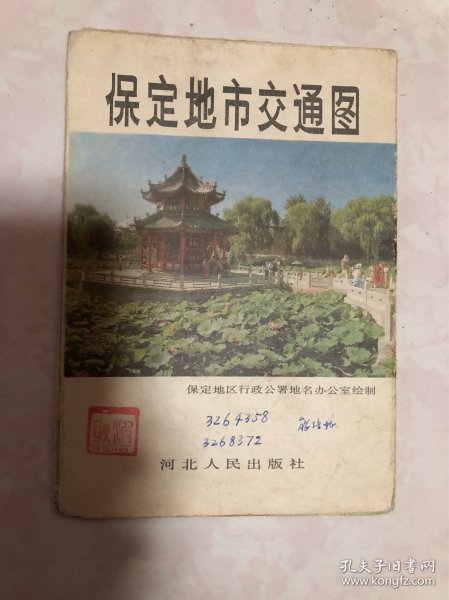 保定地市交通图
保定地区行政公署地名办公室绘制
3264358
3268372
河北人民出版社
孔夫子旧书网
www.kongfz.com